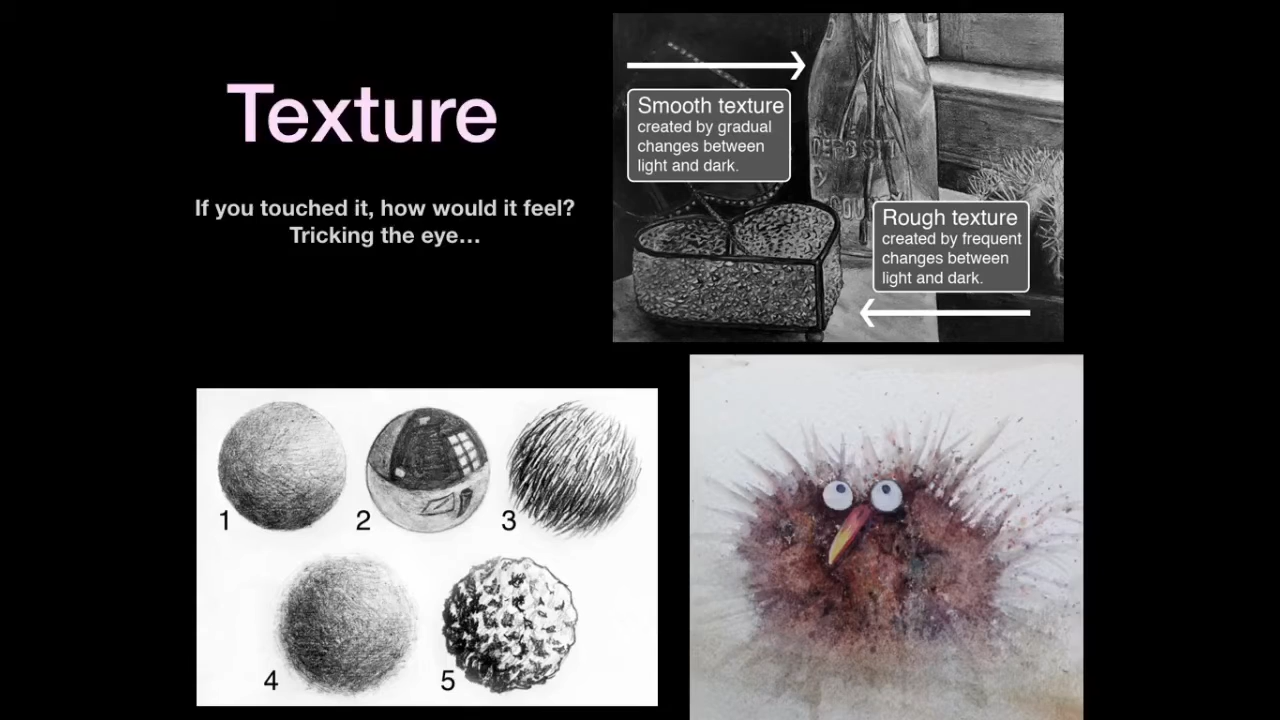 Texture
If you touched it, how would it feel?
Tricking the eye...
Smooth texture
created by gradual
changes between
light and dark.
DEPOSIT
Rough texture
created by frequent
changes between
light and dark.
1
2
3
4
5